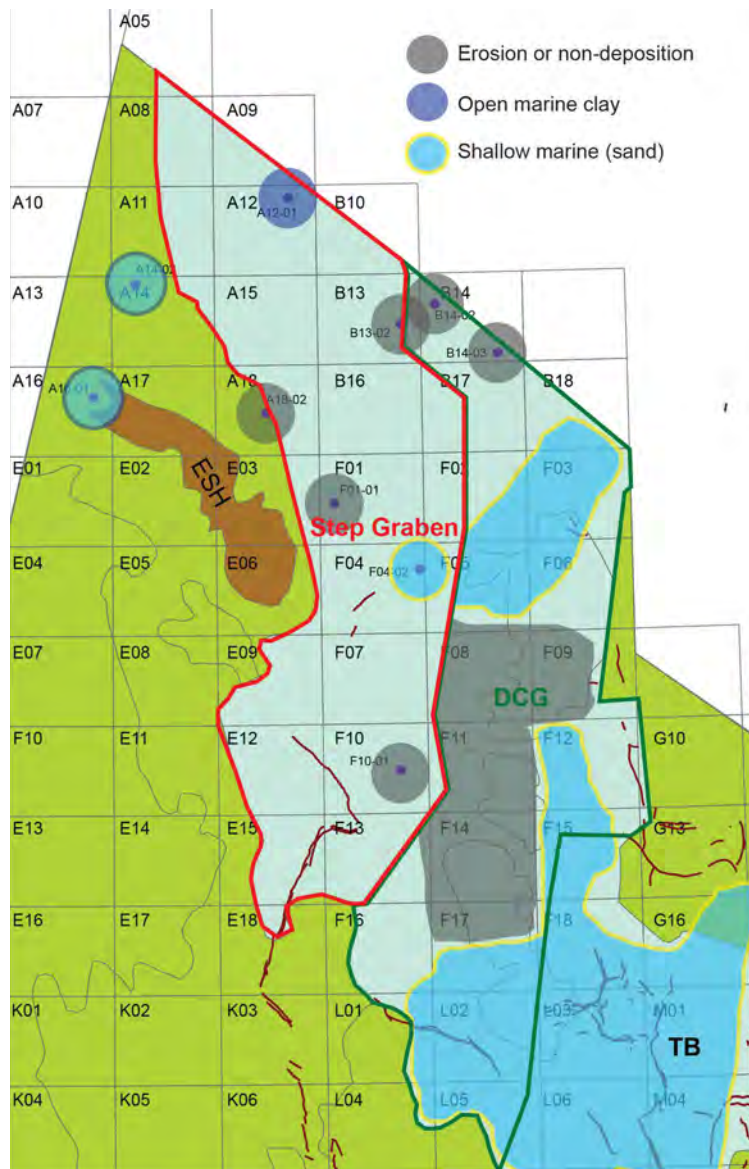 A05
Erosion or non-deposition
A07
A08
A09
Open marine clay
Shallow marine (sand)
A10
A11
A12
B10
A12-01
A14-02
A13
A14
A15
B13
B14
B13-02
B14-02
B14-03
A16
A17
A18
B16
B17
B18
A16-01
A18-02
E01
E02
E03
F01
F02
F03
ESH
F01-01
Step Graben
E04
E05
E06
F04
F05
F06
F04-02
E07
E08
E09
F07
F08
F09
DCG
F10
E11
E12
F10
F11
F12
G10
F10-01
E13
E14
E15
F13
F14
F15
G13
E16
E17
E18
F16
F17
F18
G16
K01
K02
K03
L01
L02
L03
M01
TB
K04
K05
K06
L04
L05
L06
M04